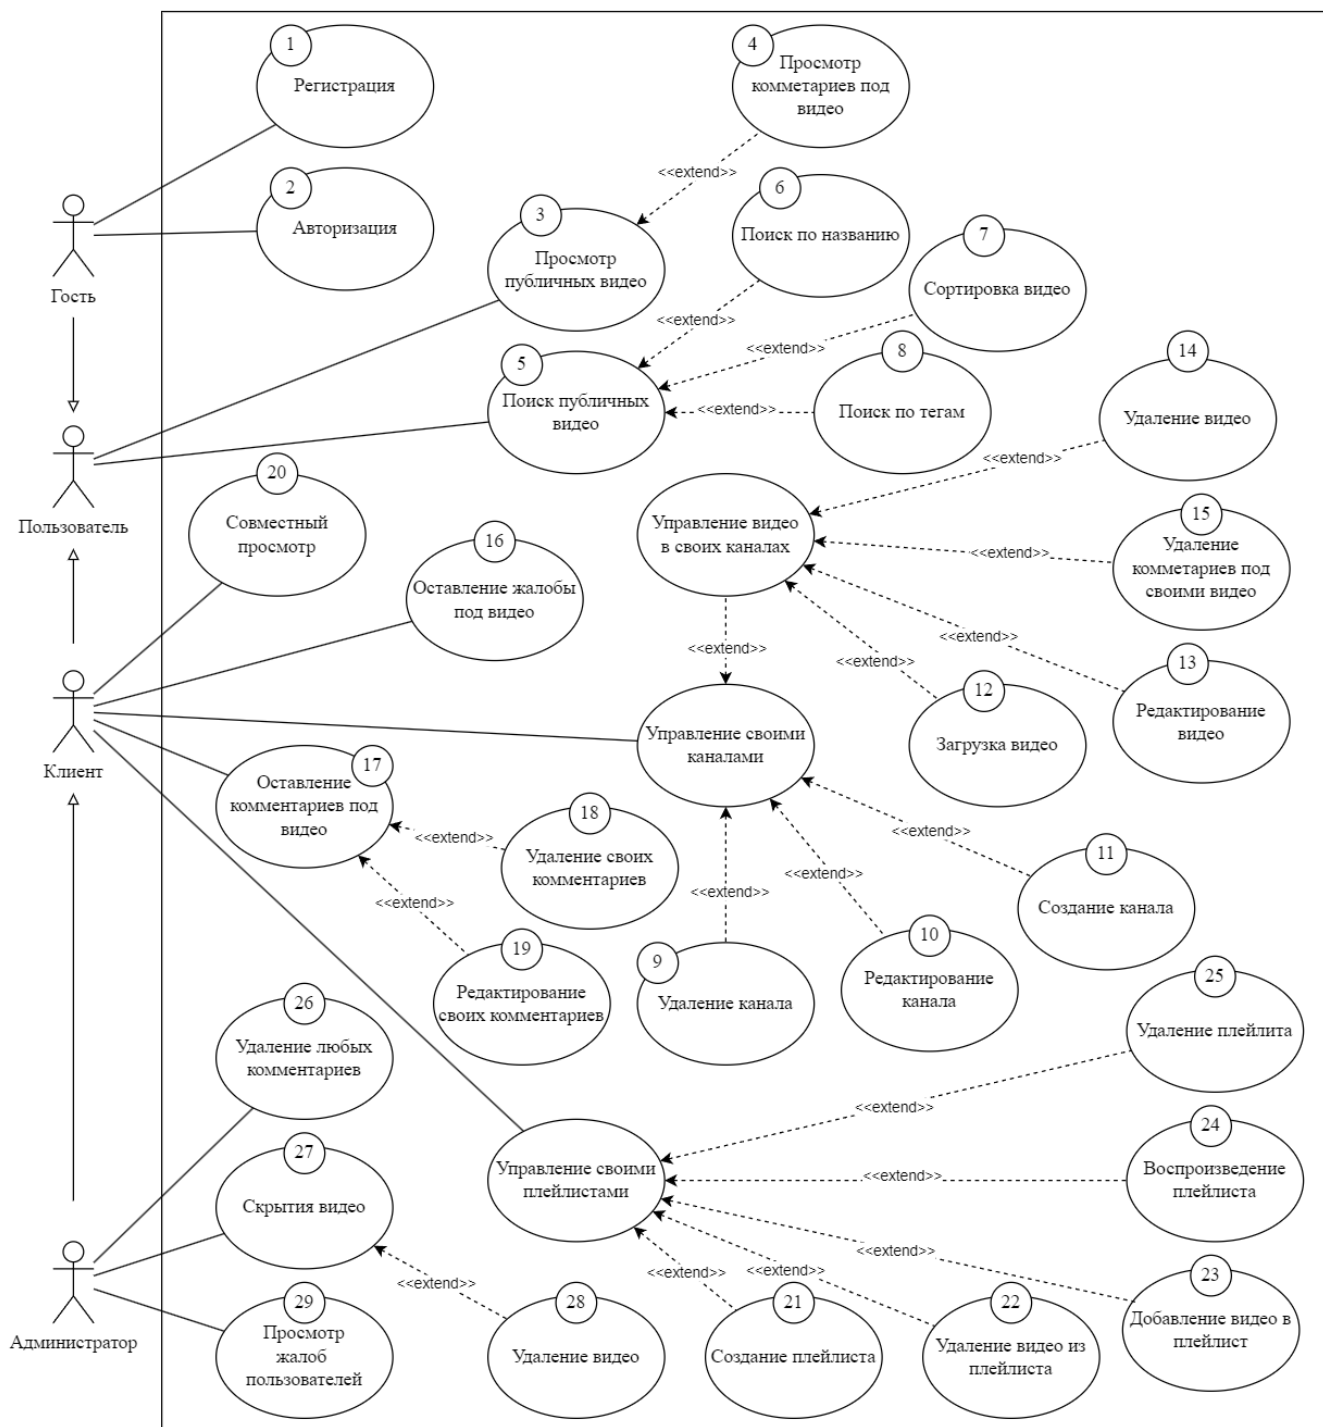 1
Регистрация
2
Авторизация
Гость
3
Просмотр
публичных видео
4
Просмотр
комметариев под
видео
<<extend>>
6
Поиск по названию
<<extend>>
7
Сортировка видео
<<extend>>
5
Поиск публичных
видео
8
Поиск по тегам
<<extend>>
14
Удаление видео
<<extend>>
Пользователь
20
Совместный
просмотр
16
Оставление жалобы
под видео
Управление видео
в своих каналах
15
Удаление
комметариев под
своими видео
<<extend>>
<<extend>>
13
Редактирование
видео
<<extend>>
<<extend>>
12
Загрузка видео
Управление своими
каналами
Клиент
17
Оставление
комментариев под
видео
18
Удаление своих
комментариев
<<extend>>
<<extend>>
19
Редактирование
своих комментариев
<<extend>>
<<extend>>
<<extend>>
11
Создание канала
9
Удаление канала
10
Редактирование
канала
25
Удаление плейлита
<<extend>>
26
Удаление любых
комментариев
27
Скрытия видео
Управление своими
плейлистами
<<extend>>
24
Воспроизведение
плейлиста
<<extend>>
23
Добавление видео в
плейлист
<<extend>>
<<extend>>
<<extend>>
Администратор
29
Просмотр
жалоб
пользователей
28
Удаление видео
21
Создание плейлиста
22
Удаление видео из
плейлиста